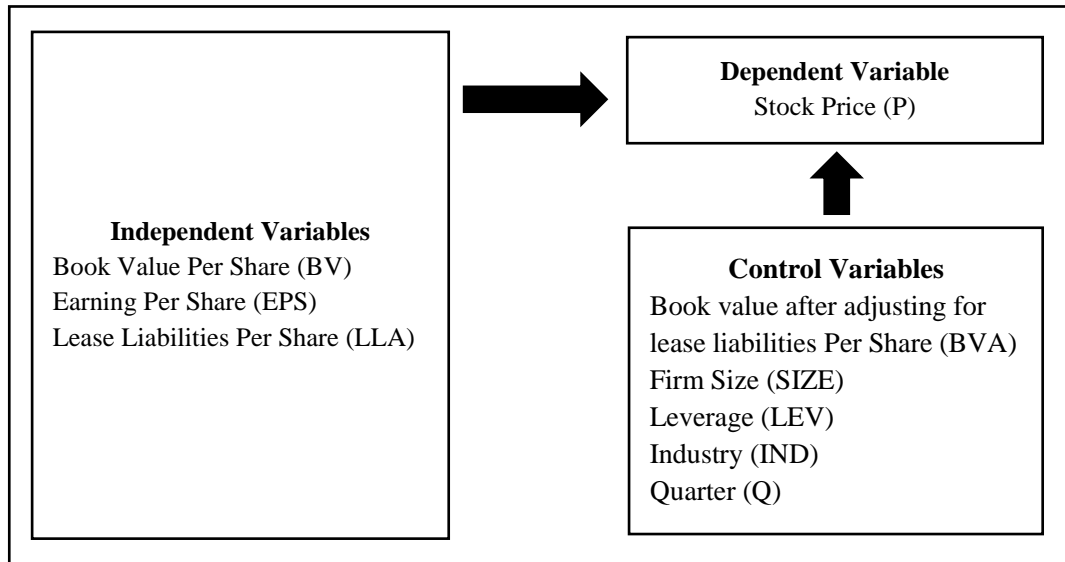 Independent Variables
Book Value Per Share (BV)
Earning Per Share (EPS)
Lease Liabilities Per Share (LLA)
Dependent Variable
Stock Price (P)
Control Variables
Book value after adjusting for
lease liabilities Per Share (BVA)
Firm Size (SIZE)
Leverage (LEV)
Industry (IND)
Quarter (Q)